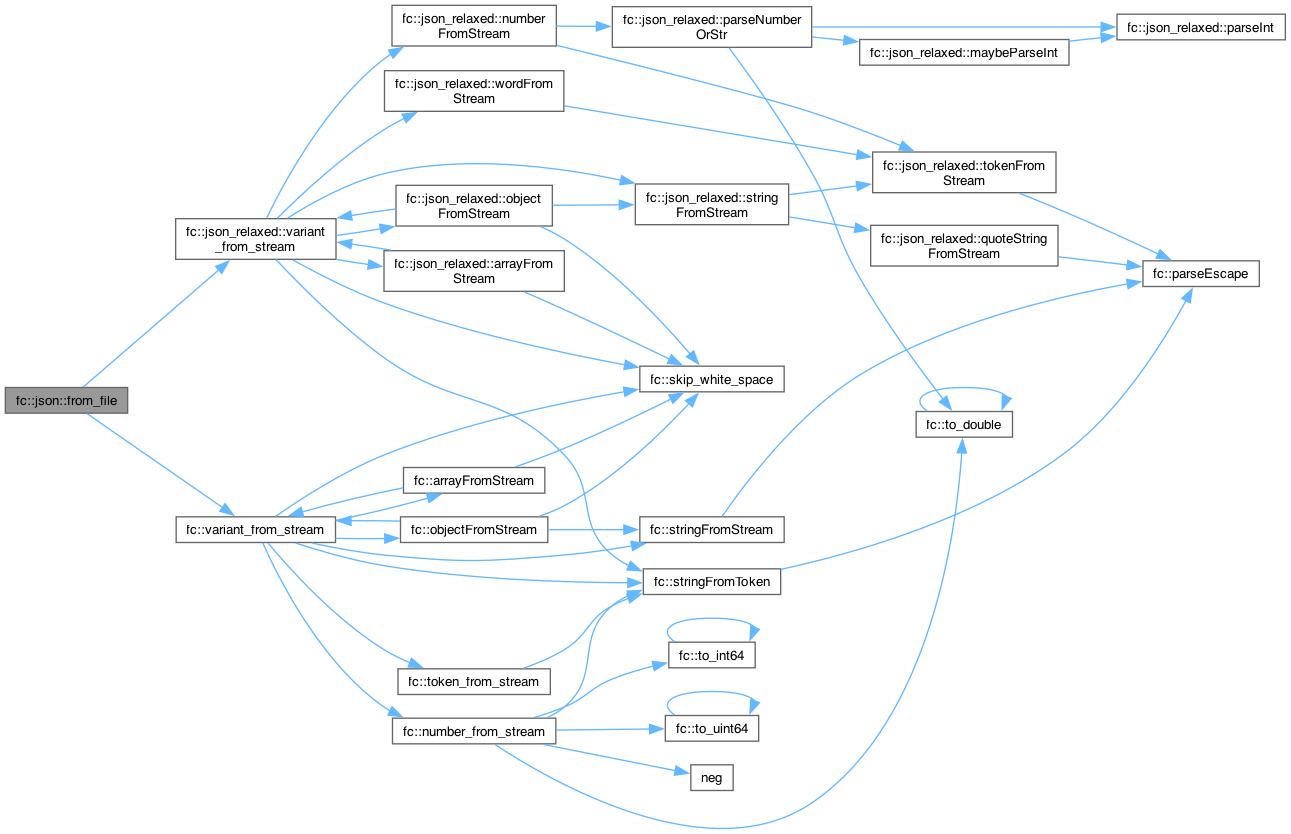 fc::json_relaxed::number
FromStream
fc::json_relaxed::parseNumber
OrStr
fc::json_relaxed::parseInt
fc::json_relaxed::maybeParseInt
fc::json_relaxed::wordFrom
Stream
fc::json_relaxed::tokenFrom
Stream
fc::json_relaxed::object
FromStream
fc::json_relaxed::string
FromStream
fc::json_relaxed::variant
_from_stream
fc::json_relaxed::quoteString
FromStream
fc::json_relaxed::arrayFrom
Stream
fc::parseEscape
fc::skip_white_space
fc::json::from_file
fc::to_double
fc::arrayFromStream
fc::variant_from_stream
fc::objectFromStream
fc::stringFromStream
fc::stringFromToken
fc::to_int64
fc::token_from_stream
fc::number_from_stream
fc::to_uint64
neg